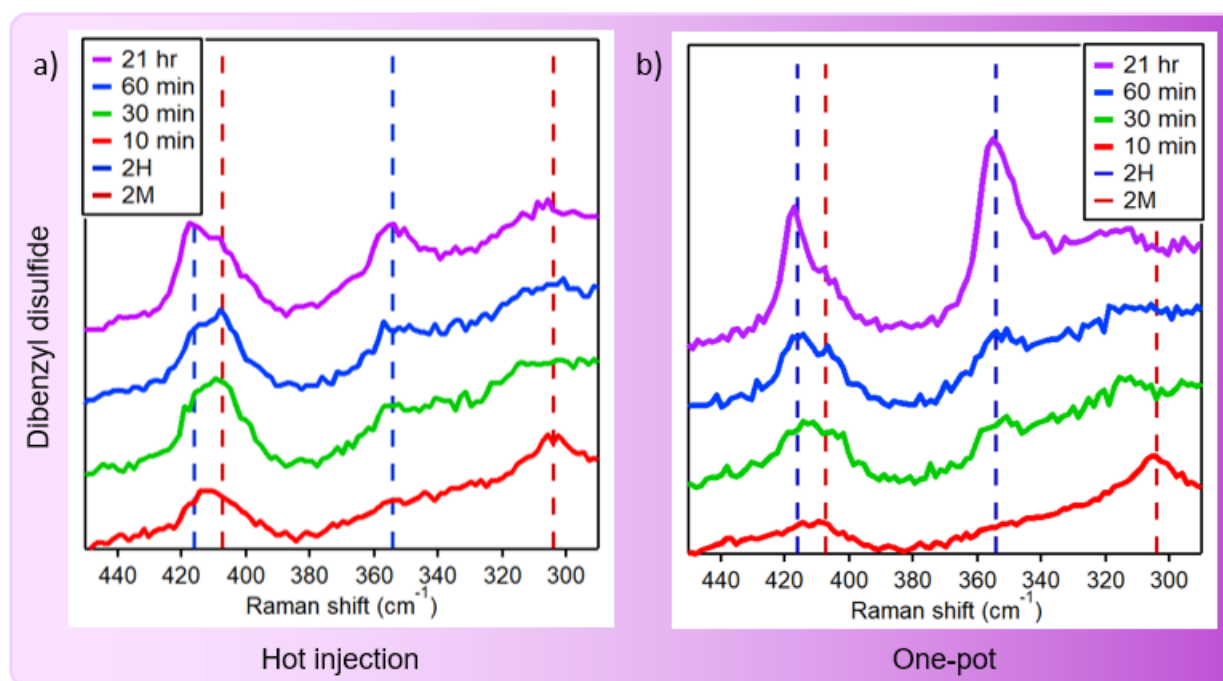 a)
21 hr
60 min
30 min
10 min
2H
2M
Dibenzyl disulfide
440 420 400 380 360 340 320 300
Raman shift (cm⁻¹)
Hot injection
b)
21 hr
60 min
30 min
10 min
2H
2M
440 420 400 380 360 340 320 300
Raman shift (cm⁻¹)
One-pot